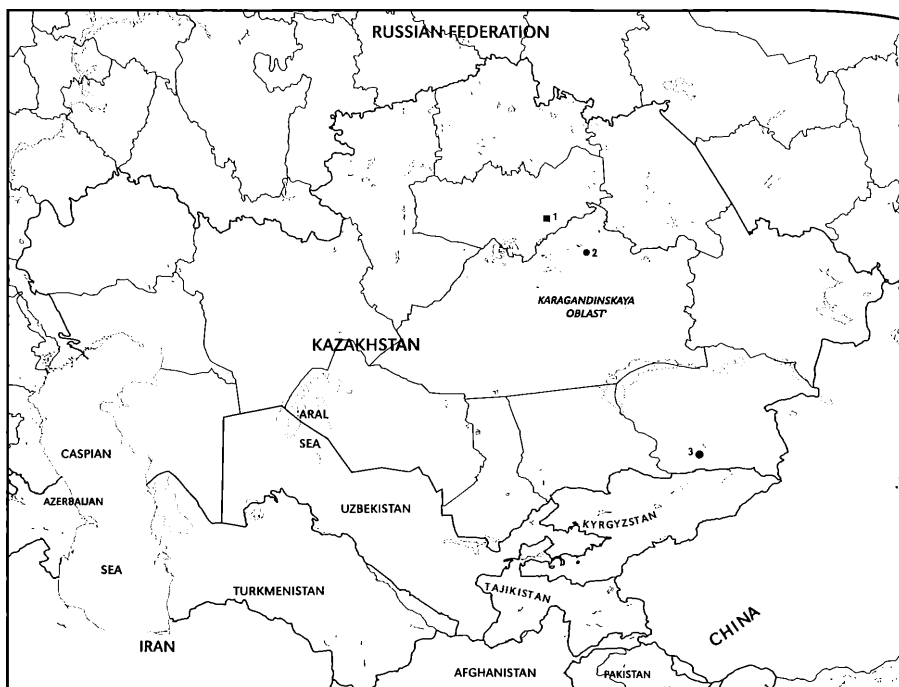 RUSSIAN FEDERATION
1
2
KARAGANDINSKAYA
OBLAST'
KAZAKHSTAN
ARAL
SEA
3
CASPIAN
AZERBAIJAN
UZBEKISTAN
KYRGYZSTAN
SEA
TURKMENISTAN
TAJIKISTAN
CHINA
IRAN
AFGHANISTAN
PAKISTAN